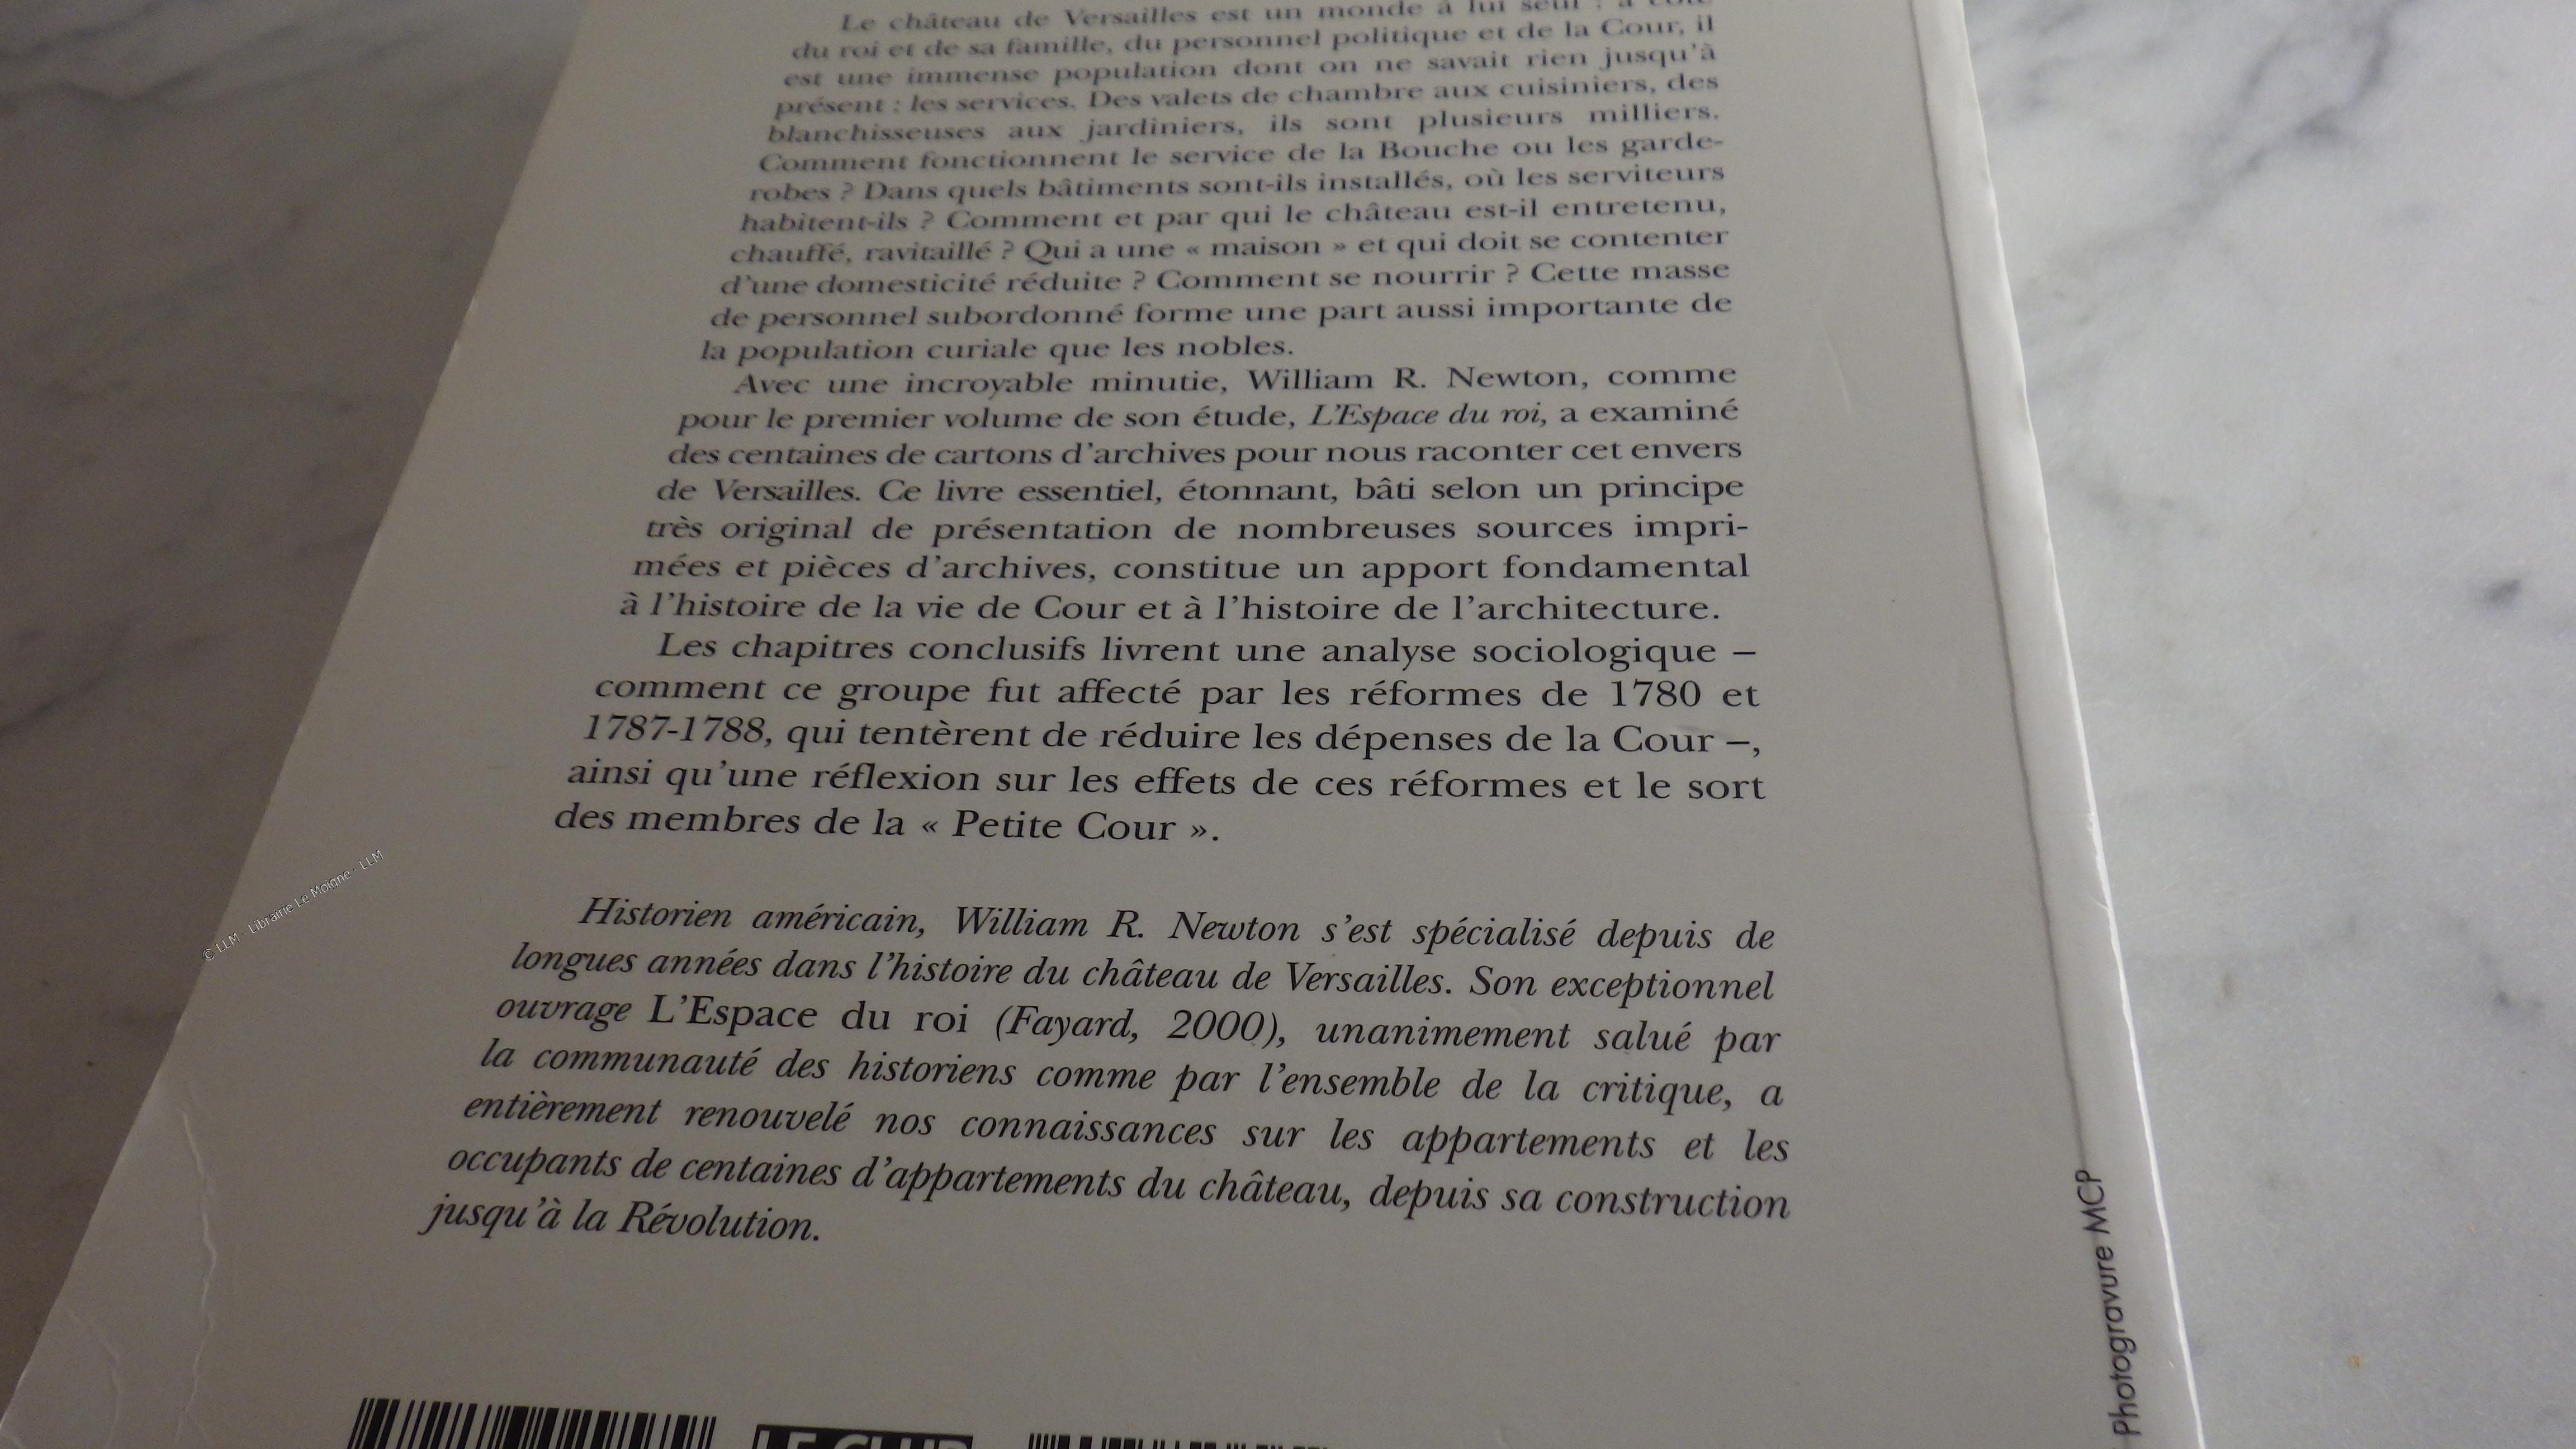 Le château de Versailles est un monde à lui seul : à côté
du roi et de sa famille, du personnel politique et de la Cour, il
est une immense population dont on ne savait rien jusqu'à
présent : les services. Des valets de chambre aux cuisiniers, des
blanchisseuses aux jardiniers, ils sont plusieurs milliers.
Comment fonctionnent le service de la Bouche ou les garde-
robes ? Dans quels bâtiments sont-ils installés, où les serviteurs
habitent-ils ? Comment et par qui le château est-il entretenu,
chauffé, ravitaillé ? Qui a une « maison » et qui doit se contenter
d'une domesticité réduite ? Comment se nourrir ? Cette masse
de personnel subordonné forme une part aussi importante de
la population curiale que les nobles.
Avec une incroyable minutie, William R. Newton, comme
pour le premier volume de son étude, L'Espace du roi, a examiné
des centaines de cartons d'archives pour nous raconter cet envers
de Versailles. Ce livre essentiel, étonnant, bâti selon un principe
très original de présentation de nombreuses sources impri-
mées et pièces d'archives, constitue un apport fondamental
à l'histoire de la vie de Cour et à l'histoire de l'architecture.
Les chapitres conclusifs livrent une analyse sociologique –
comment ce groupe fut affecté par les réformes de 1780 et
1787-1788, qui tentèrent de réduire les dépenses de la Cour –,
ainsi qu'une réflexion sur les effets de ces réformes et le sort
des membres de la « Petite Cour ».
Historien américain, William R. Newton s'est spécialisé depuis de
longues années dans l'histoire du château de Versailles. Son exceptionnel
ouvrage L'Espace du roi (Fayard, 2000), unanimement salué par
la communauté des historiens comme par l'ensemble de la critique, a
entièrement renouvelé nos connaissances sur les appartements et les
occupants de centaines d'appartements du château, depuis sa construction
jusqu'à la Révolution.
LE CLUB
Photogravure MCP
© LLM - Librairie Le Moigne - LLM